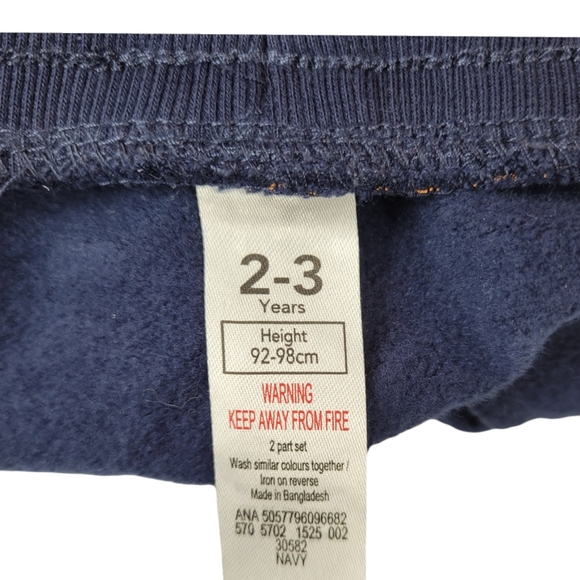 2-3
Years
Height
92-98cm
WARNING
KEEP AWAY FROM FIRE
2 part set
Wash similar colours together /
Iron on reverse
Made in Bangladesh
ANA 5057796096682
570 5702 1525 002
30582
NAVY